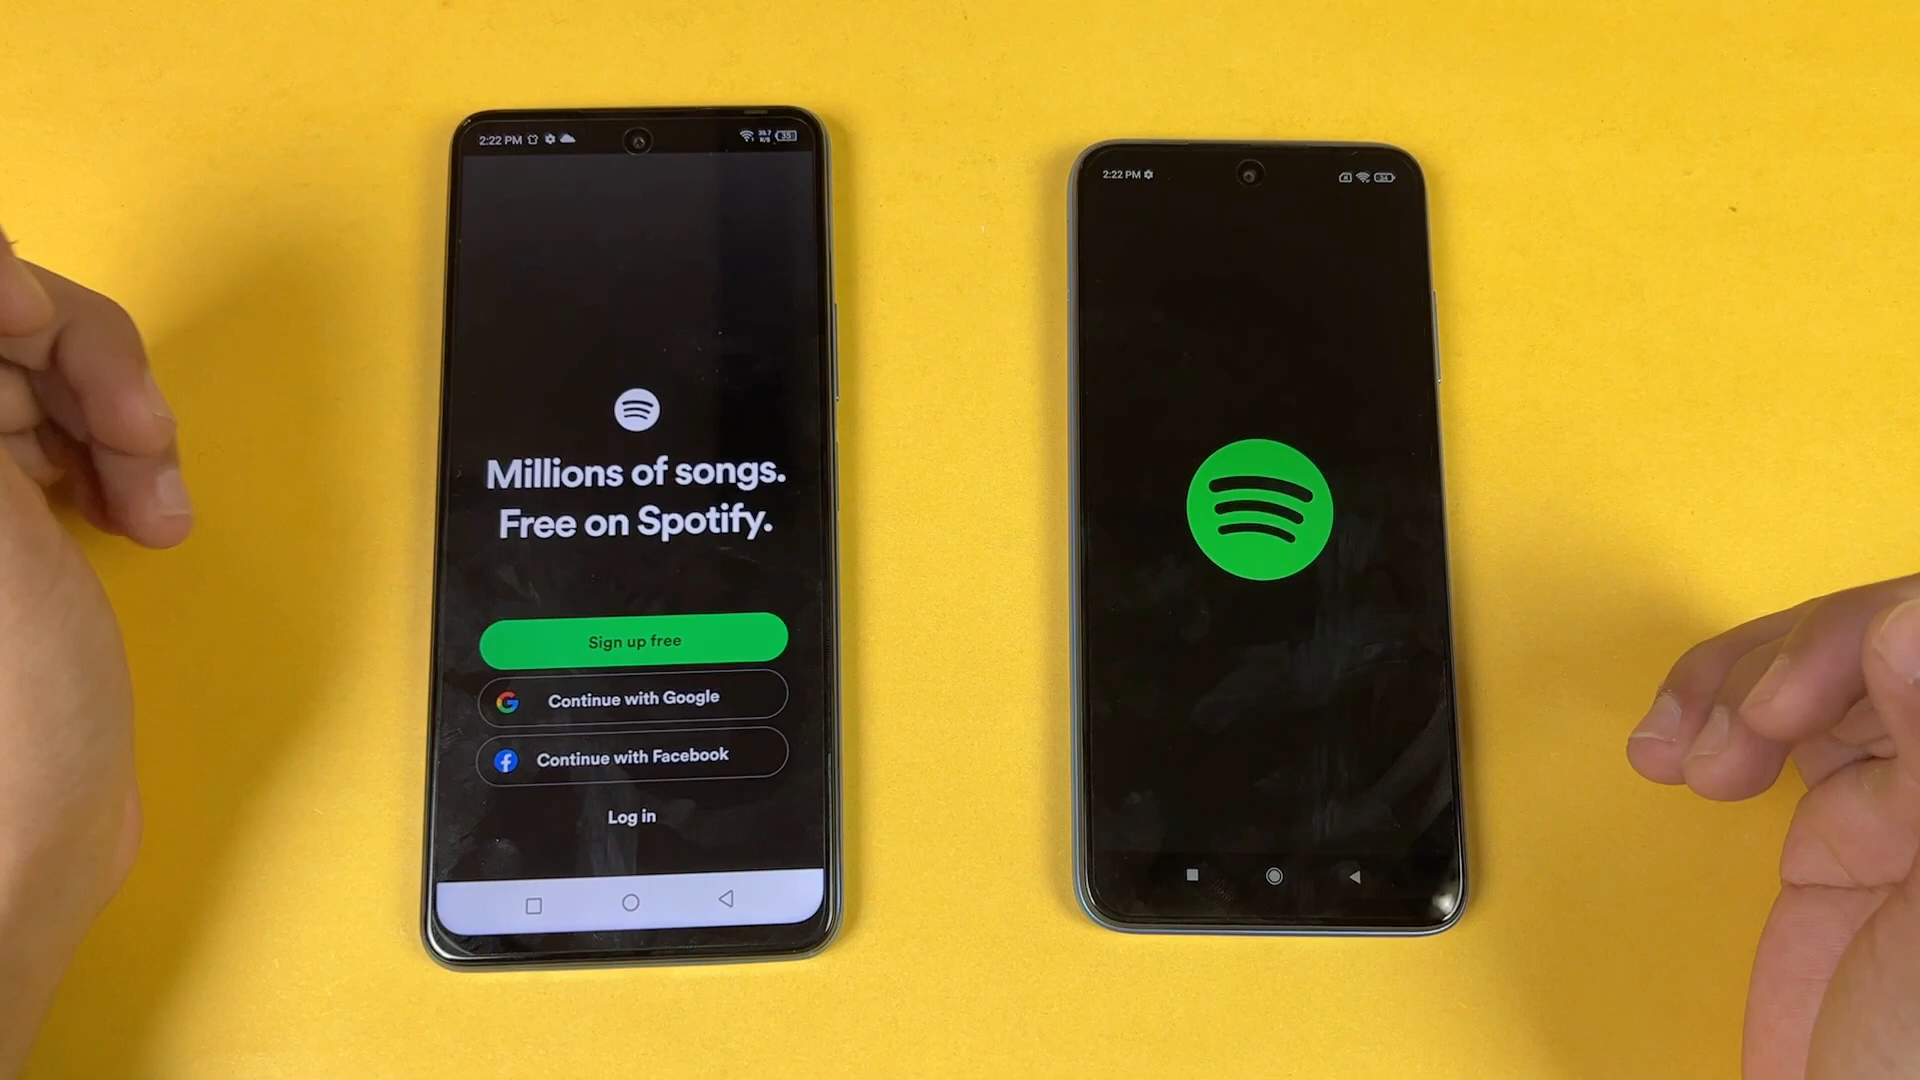 2:22 PM
35
Millions of songs.
Free on Spotify.
Sign up free
Continue with Google
Continue with Facebook
Log in
2:22 PM